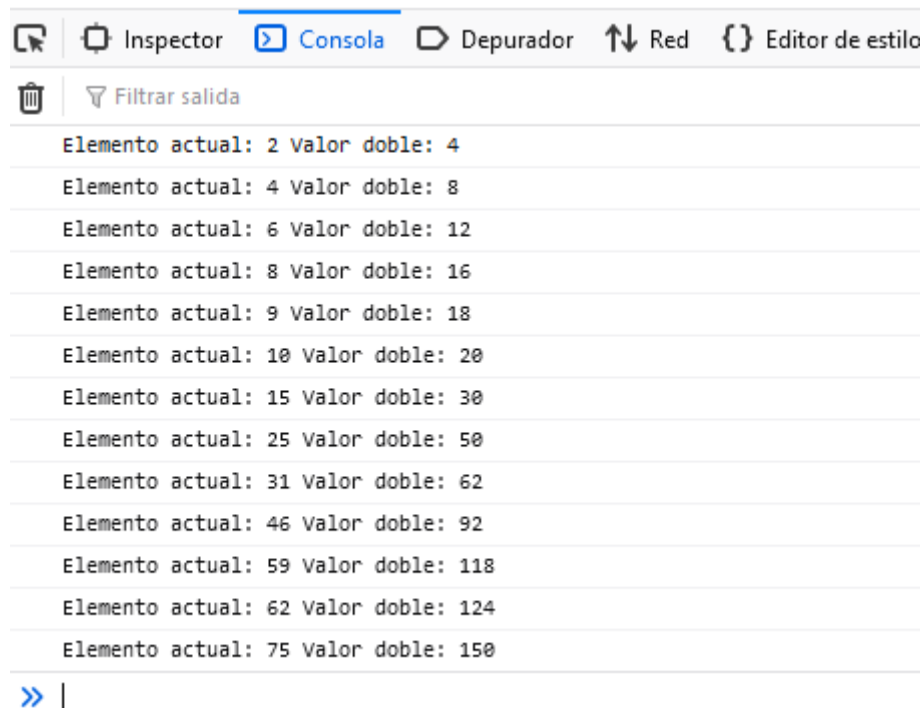 Inspector Consola Depurador Red {} Editor de estilo
Filtrar salida
Elemento actual: 2 Valor doble: 4
Elemento actual: 4 Valor doble: 8
Elemento actual: 6 Valor doble: 12
Elemento actual: 8 Valor doble: 16
Elemento actual: 9 Valor doble: 18
Elemento actual: 10 Valor doble: 20
Elemento actual: 15 Valor doble: 30
Elemento actual: 25 Valor doble: 50
Elemento actual: 31 Valor doble: 62
Elemento actual: 46 Valor doble: 92
Elemento actual: 59 Valor doble: 118
Elemento actual: 62 Valor doble: 124
Elemento actual: 75 Valor doble: 150